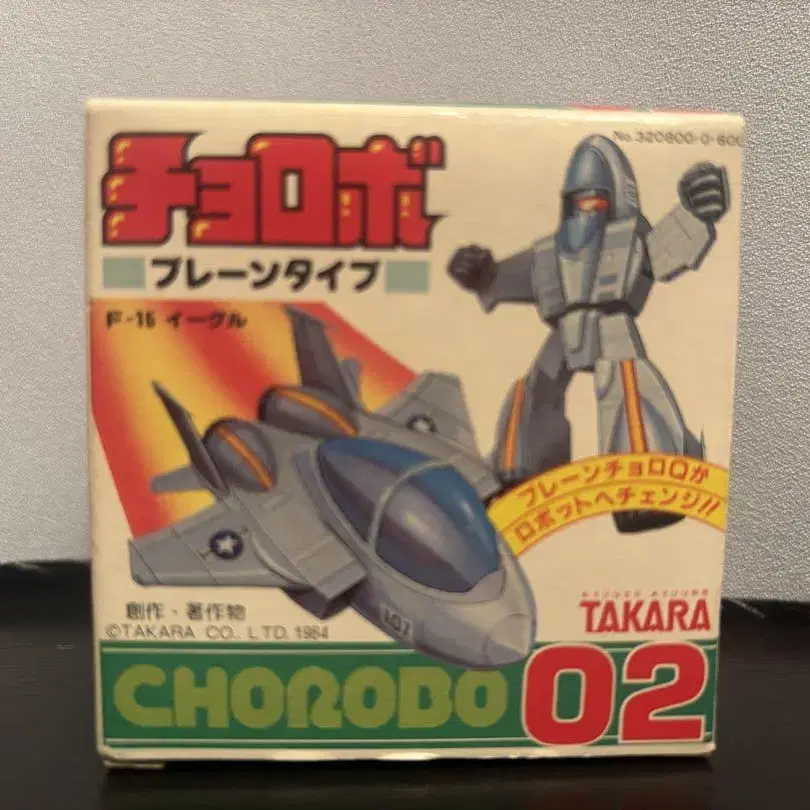 No.320800-0-600
チョロボ
プレーンタイプ
F-15 イーグル
プレーンチョロQが
ロボットへチェンジ!!
107
創作・著作物
©TAKARA CO., LTD. 1984
TAKARA
CHOROBO 02